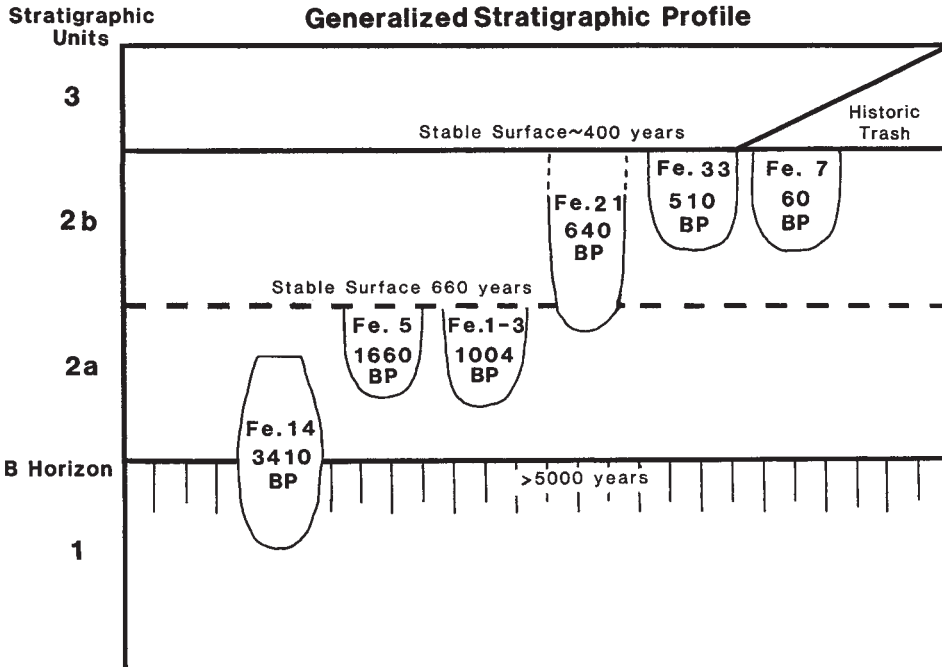 Generalized Stratigraphic Profile
Stratigraphic
Units
3
Historic
Trash
Stable Surface~400 years
2b
Fe.21
640
BP
Fe. 33
510
BP
Fe. 7
60
BP
Stable Surface 660 years
2a
Fe. 5
1660
BP
Fe.1-3
1004
BP
Fe.14
3410
BP
B Horizon
>5000 years
1